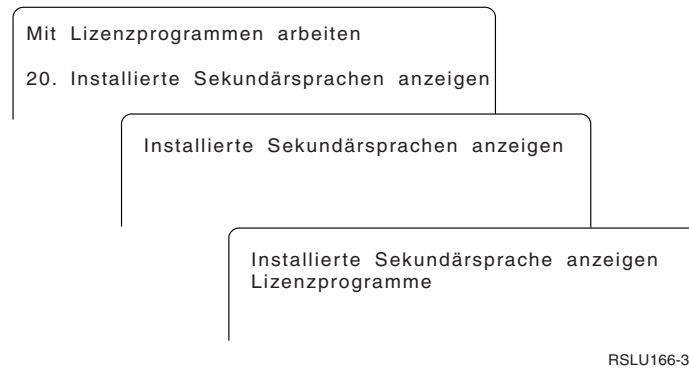 Mit Lizenzprogrammen arbeiten
20. Installierte Sekundärsprachen anzeigen
Installierte Sekundärsprachen anzeigen
Installierte Sekundärsprache anzeigen
Lizenzprogramme
RSLU166-3